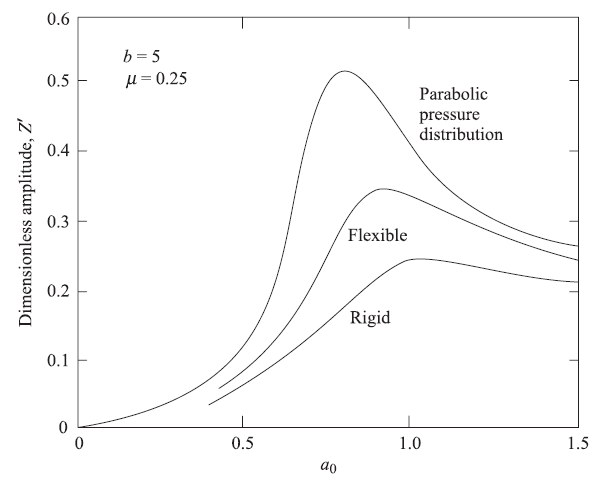 0.6
b = 5
μ = 0.25
0.5
Parabolic
pressure
distribution
0.4
Dimensionless amplitude, Z′
0.3
Flexible
0.2
Rigid
0.1
0
0
0.5
1.0
1.5
a₀